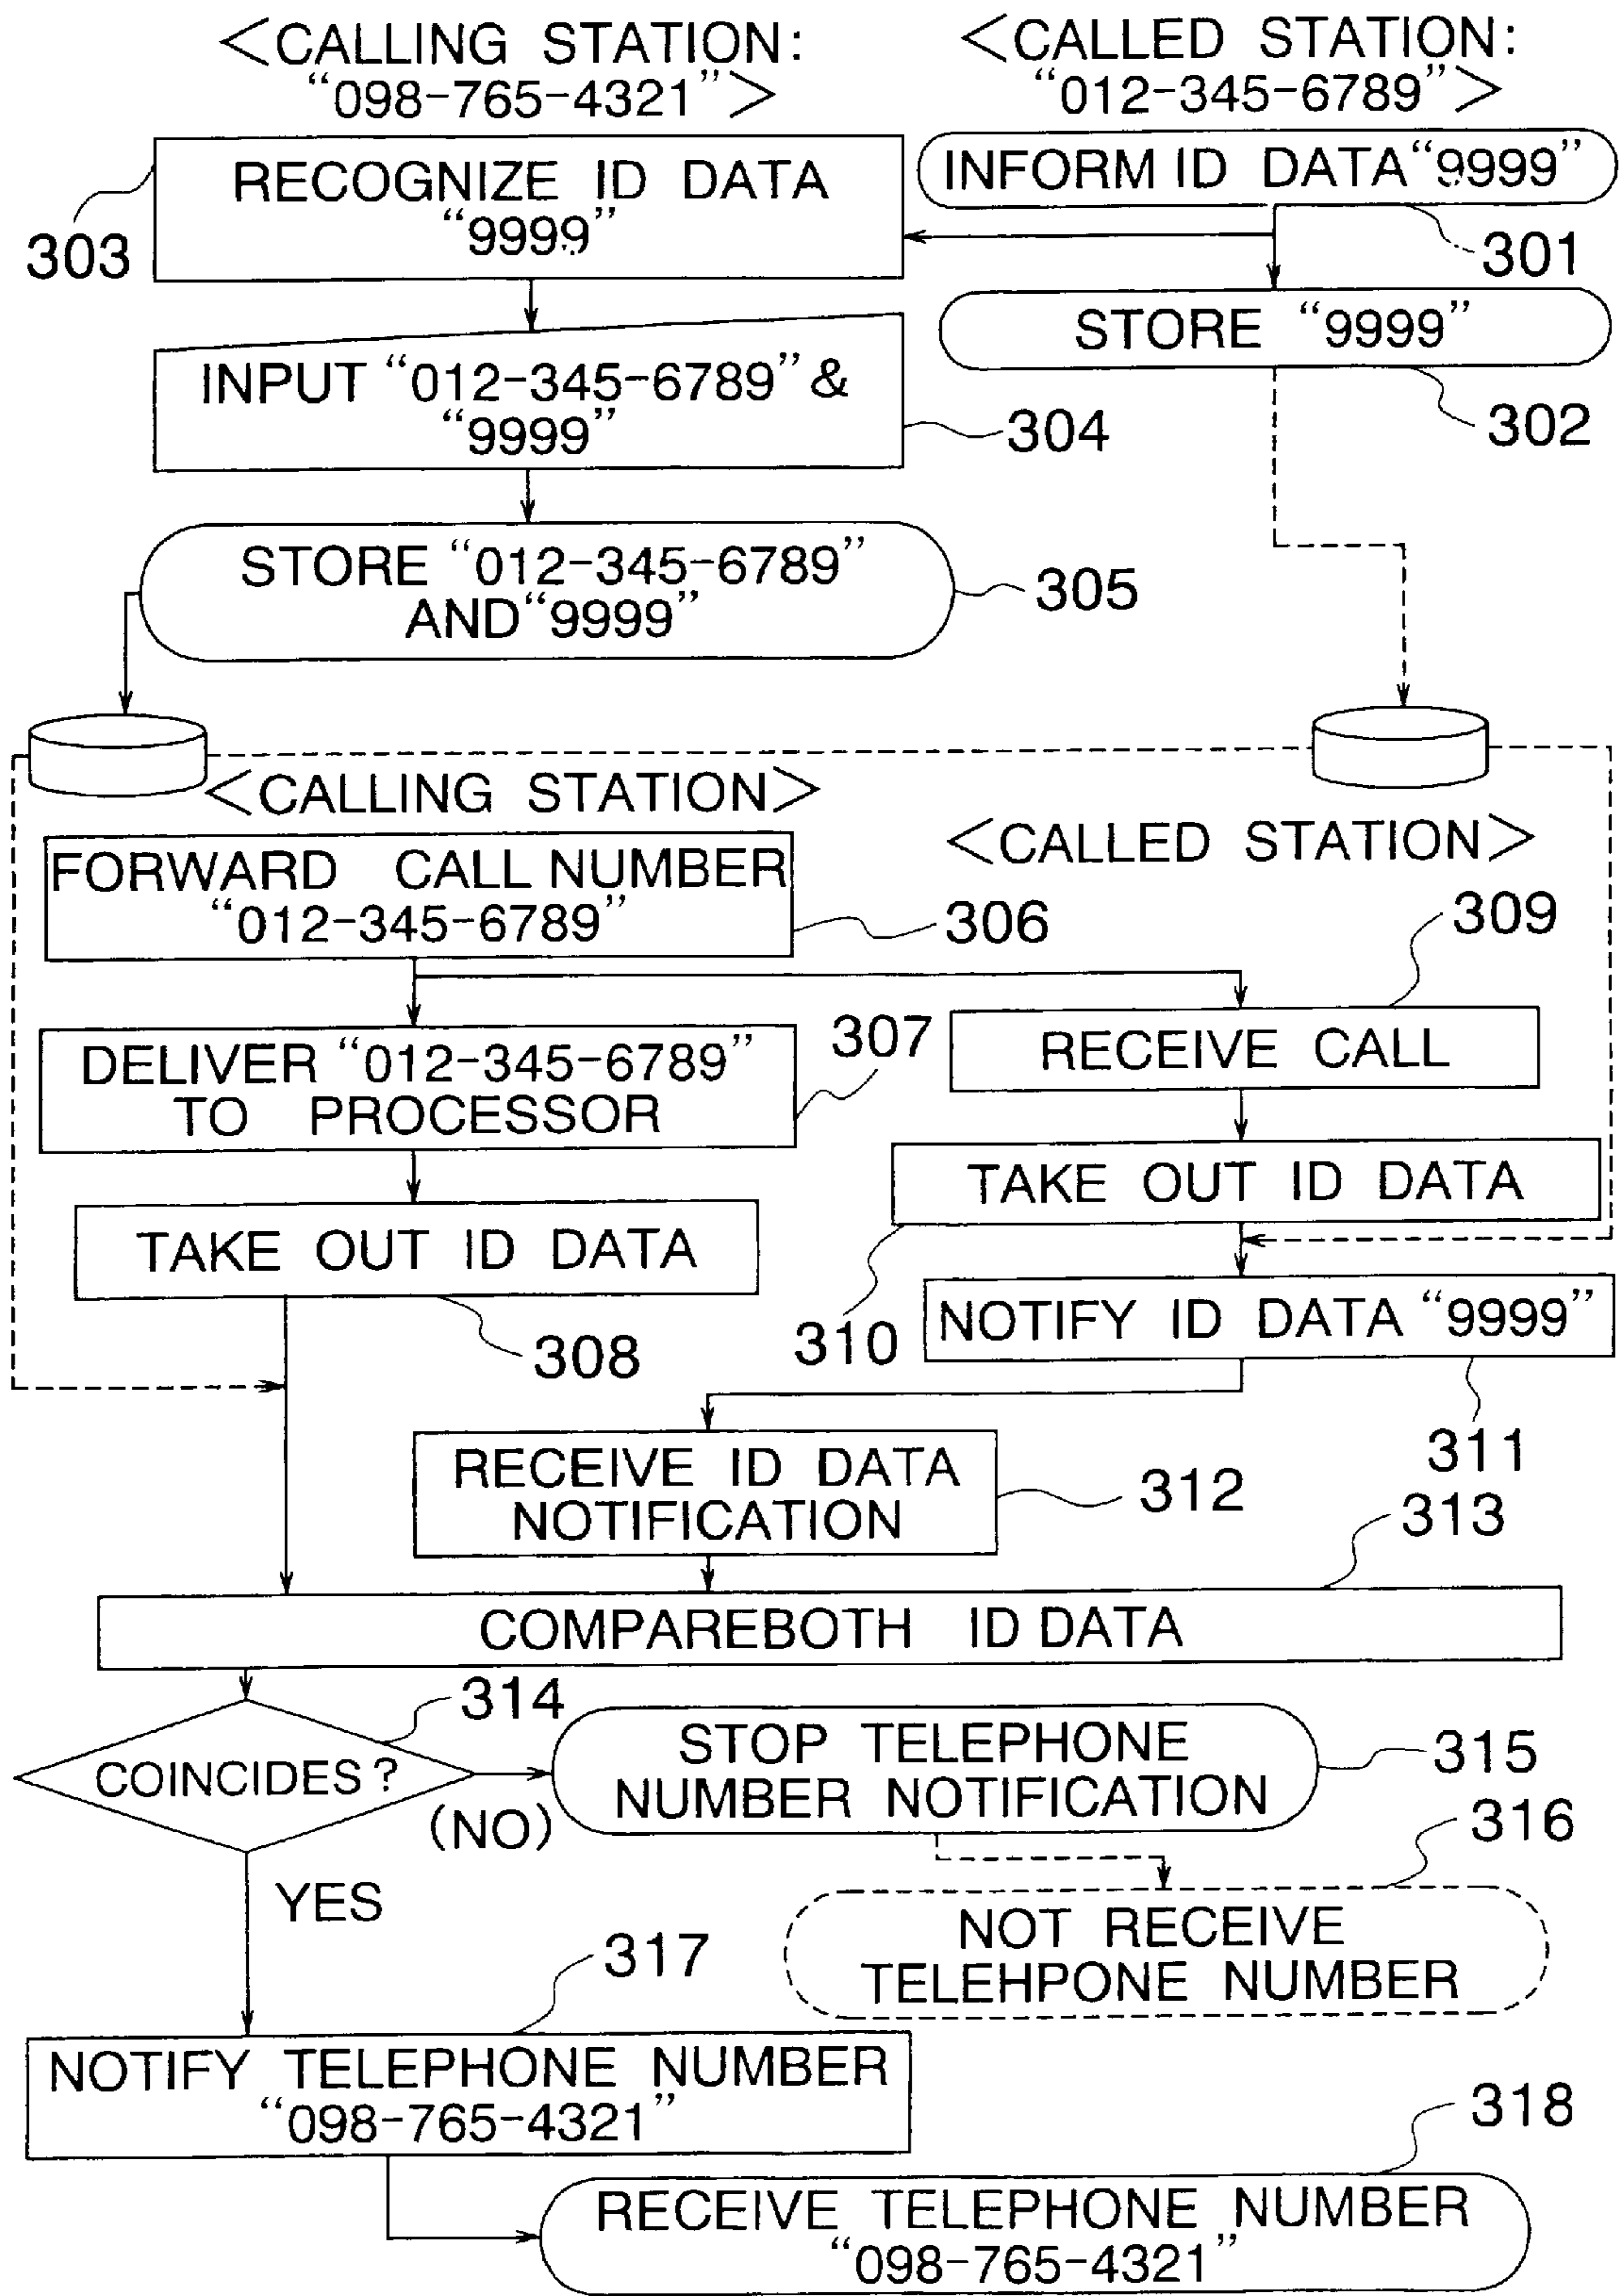 <CALLING STATION:
"098-765-4321">
<CALLED STATION:
"012-345-6789">
RECOGNIZE ID DATA
"9999"
303
INFORM ID DATA "9999"
301
STORE "9999"
302
INPUT "012-345-6789" &
"9999"
304
STORE "012-345-6789"
AND "9999"
305
<CALLING STATION>
<CALLED STATION>
FORWARD CALL NUMBER
"012-345-6789"
306
309
DELIVER "012-345-6789"
TO PROCESSOR
307
RECEIVE CALL
TAKE OUT ID DATA
308
TAKE OUT ID DATA
310
NOTIFY ID DATA "9999"
311
RECEIVE ID DATA
NOTIFICATION
312
313
COMPAREBOTH ID DATA
314
COINCIDES?
(NO)
YES
STOP TELEPHONE
NUMBER NOTIFICATION
315
316
NOT RECEIVE
TELEHPONE NUMBER
317
NOTIFY TELEPHONE NUMBER
"098-765-4321"
318
RECEIVE TELEPHONE NUMBER
"098-765-4321"